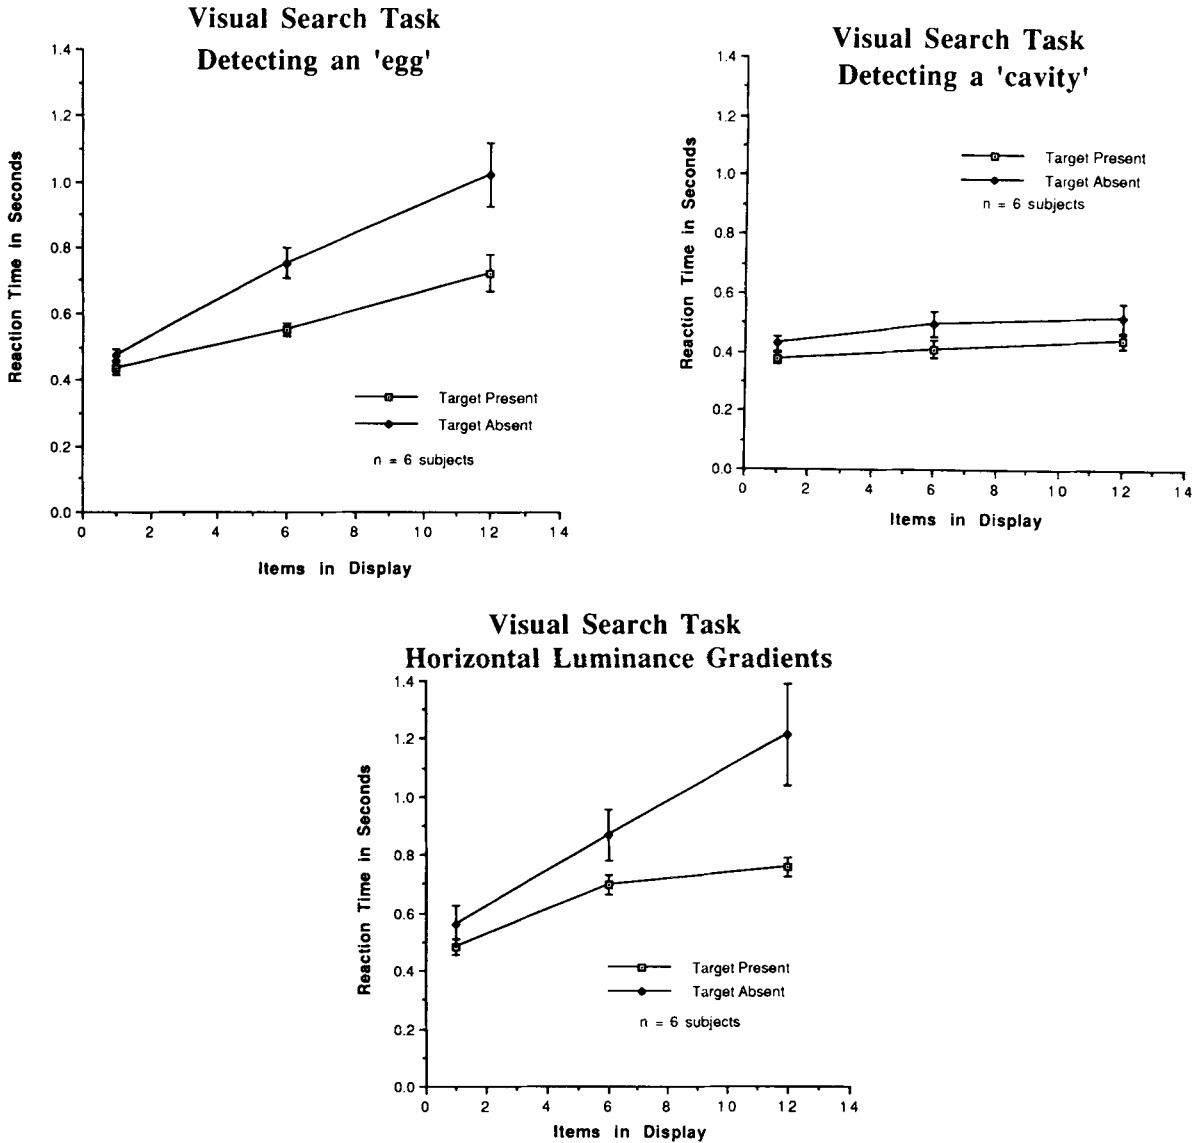 Visual Search Task
Detecting an 'egg'
1.4
1.2
1.0
0.8
0.6
0.4
0.2
0.0
Reaction Time in Seconds
Target Present
Target Absent
n = 6 subjects
0 2 4 6 8 10 12 14
Items in Display
Visual Search Task
Detecting a 'cavity'
1.4
1.2
1.0
0.8
0.6
0.4
0.2
0.0
Reaction Time in Seconds
Target Present
Target Absent
n = 6 subjects
0 2 4 6 8 10 12 14
Items in Display
Visual Search Task
Horizontal Luminance Gradients
1.4
1.2
1.0
0.8
0.6
0.4
0.2
0.0
Reaction Time in Seconds
Target Present
Target Absent
n = 6 subjects
0 2 4 6 8 10 12 14
Items in Display